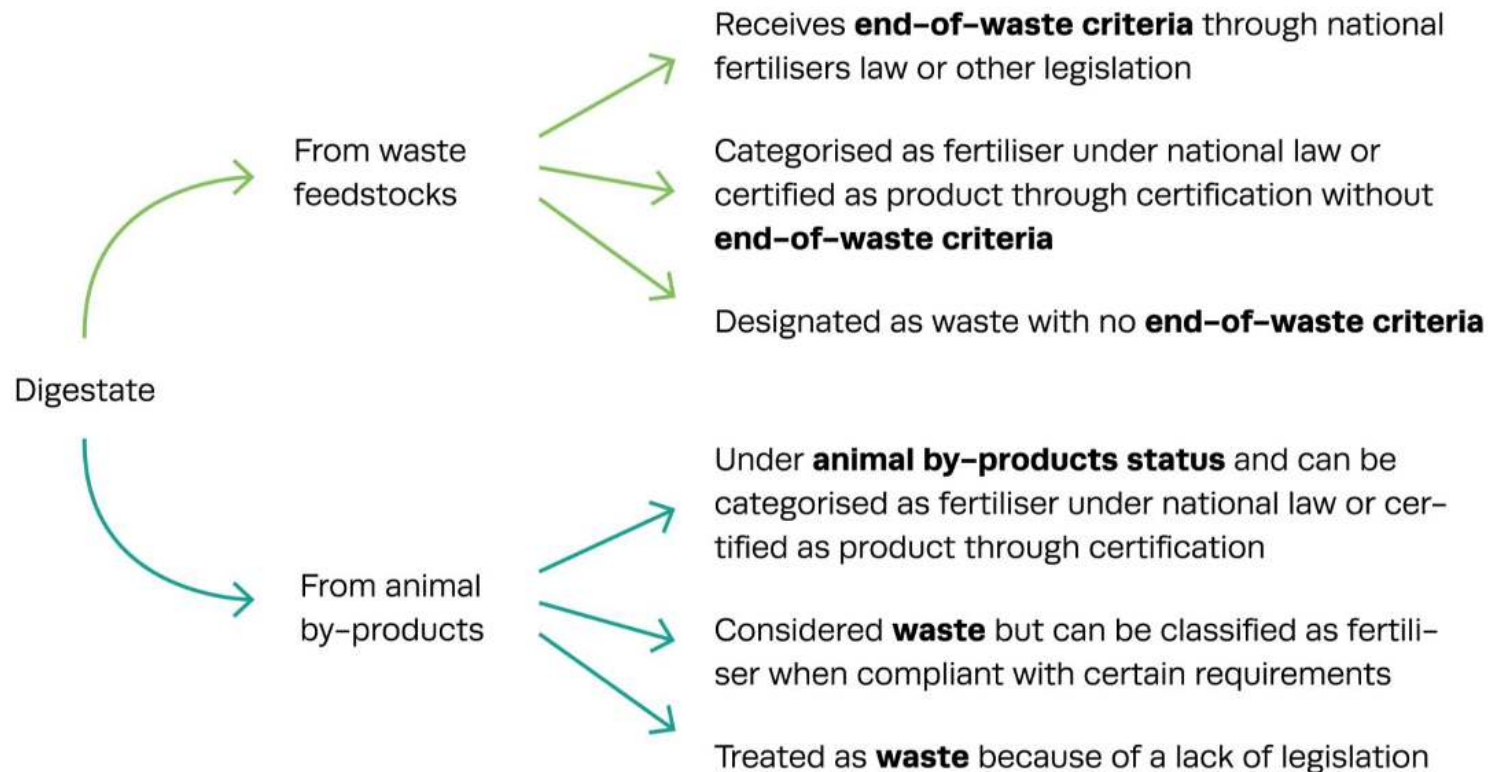 Receives end-of-waste criteria through national
fertilisers law or other legislation
From waste
feedstocks
Categorised as fertiliser under national law or
certified as product through certification without
end-of-waste criteria
Designated as waste with no end-of-waste criteria
Digestate
Under animal by-products status and can be
categorised as fertiliser under national law or cer-
tified as product through certification
From animal
by-products
Considered waste but can be classified as fertili-
ser when compliant with certain requirements
Treated as waste because of a lack of legislation